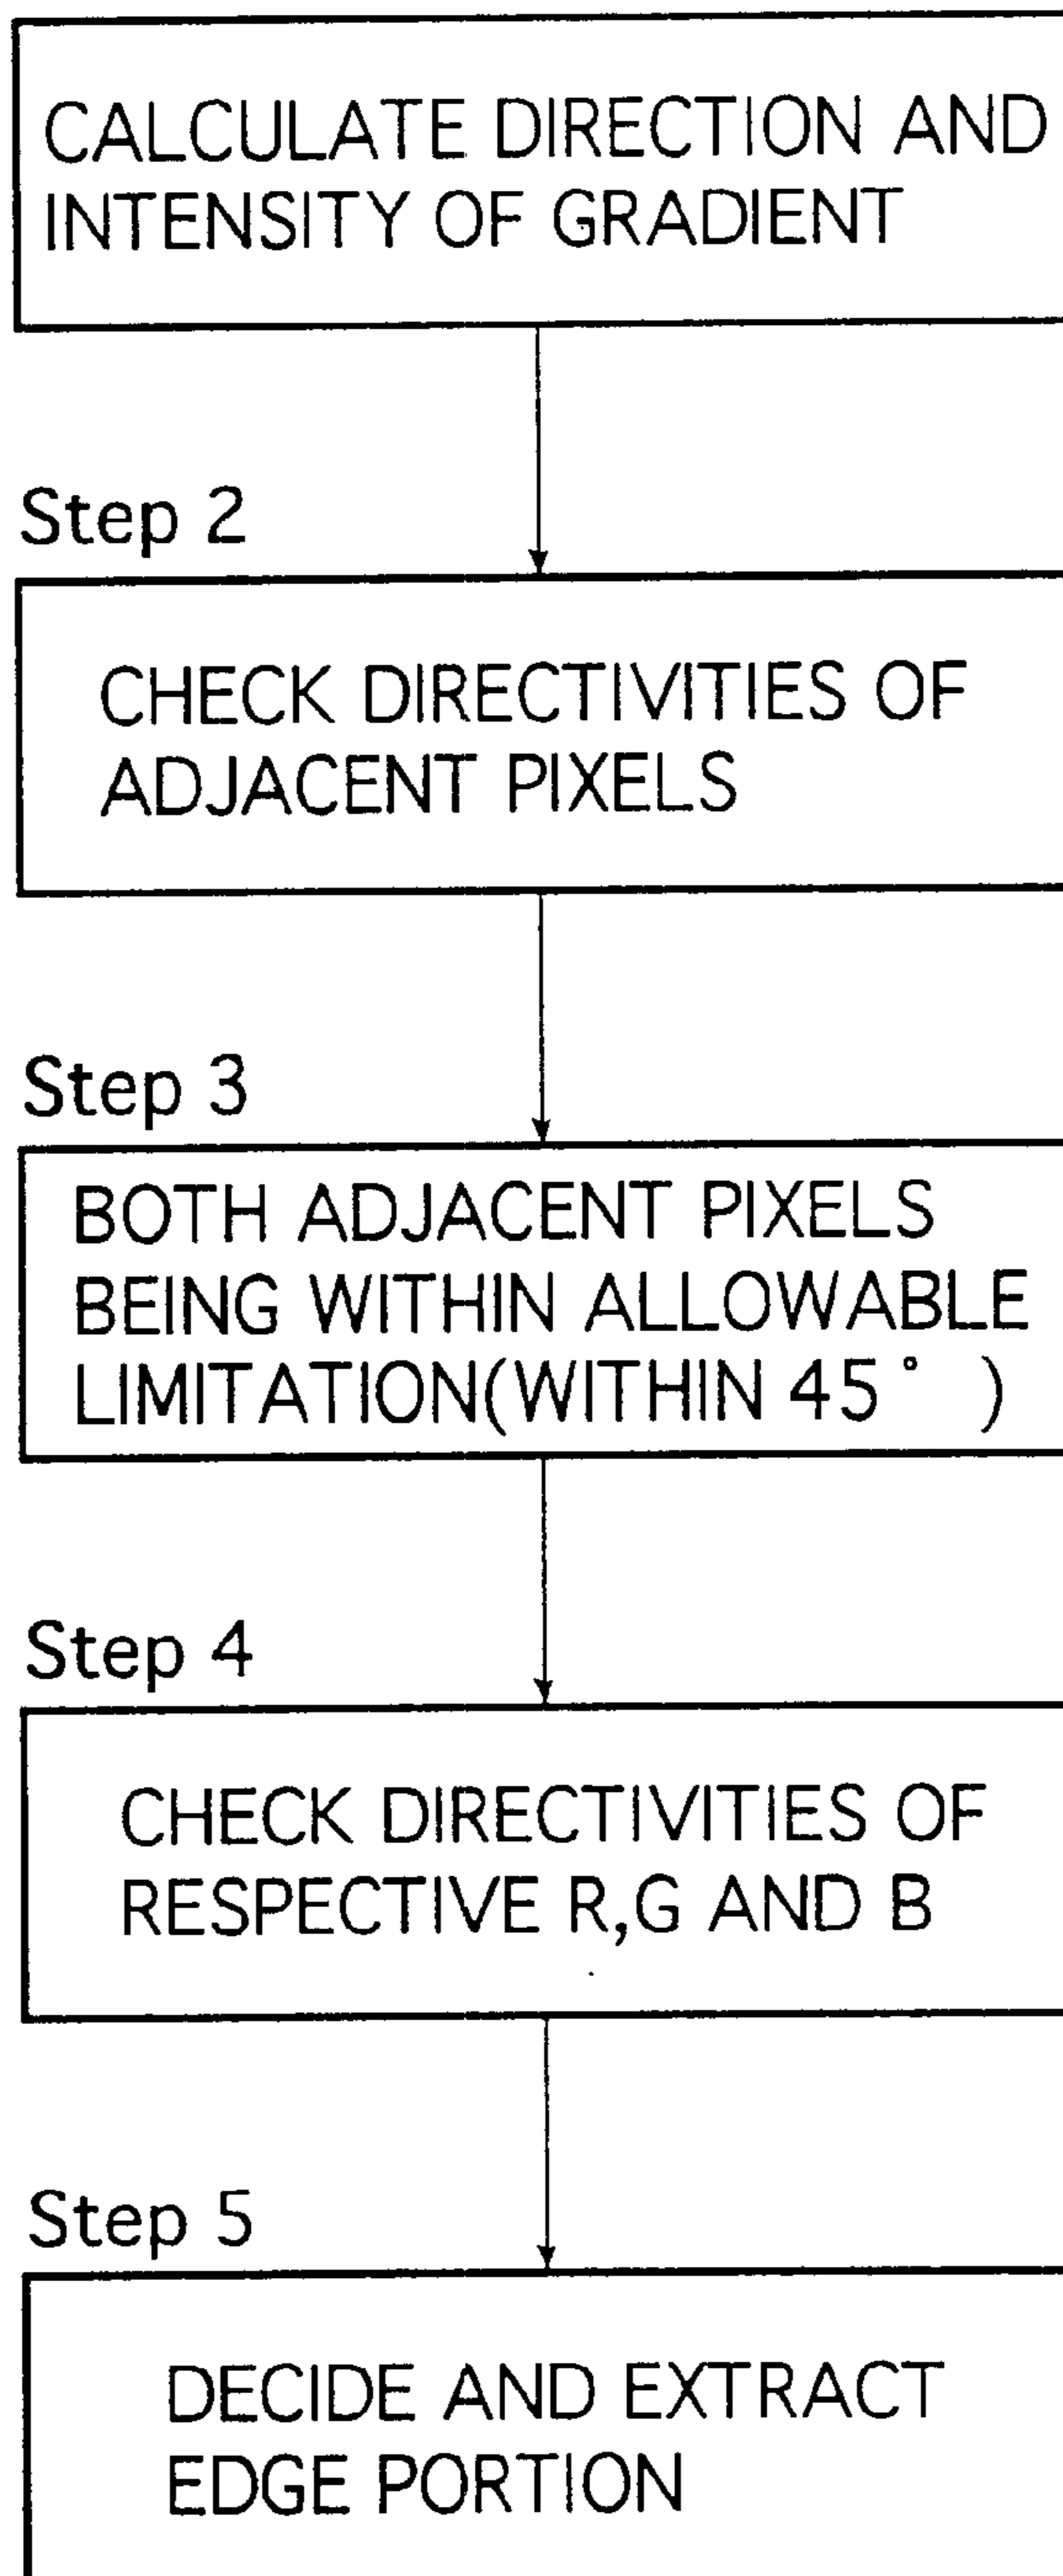 CALCULATE DIRECTION AND
INTENSITY OF GRADIENT
Step 2
CHECK DIRECTIVITIES OF
ADJACENT PIXELS
Step 3
BOTH ADJACENT PIXELS
BEING WITHIN ALLOWABLE
LIMITATION(WITHIN 45° )
Step 4
CHECK DIRECTIVITIES OF
RESPECTIVE R,G AND B
Step 5
DECIDE AND EXTRACT
EDGE PORTION